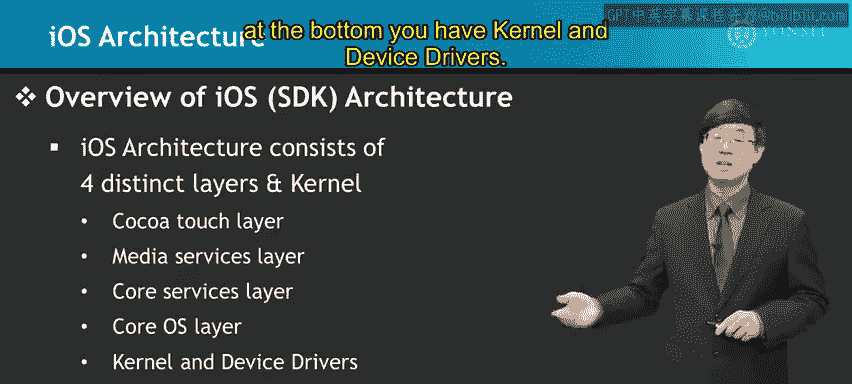 iOS Architecture
at the bottom you have Kernel and
Device Drivers.
YONSEI
❖ Overview of iOS (SDK) Architecture
▪ iOS Architecture consists of
4 distinct layers & Kernel
• Cocoa touch layer
• Media services layer
• Core services layer
• Core OS layer
• Kernel and Device Drivers